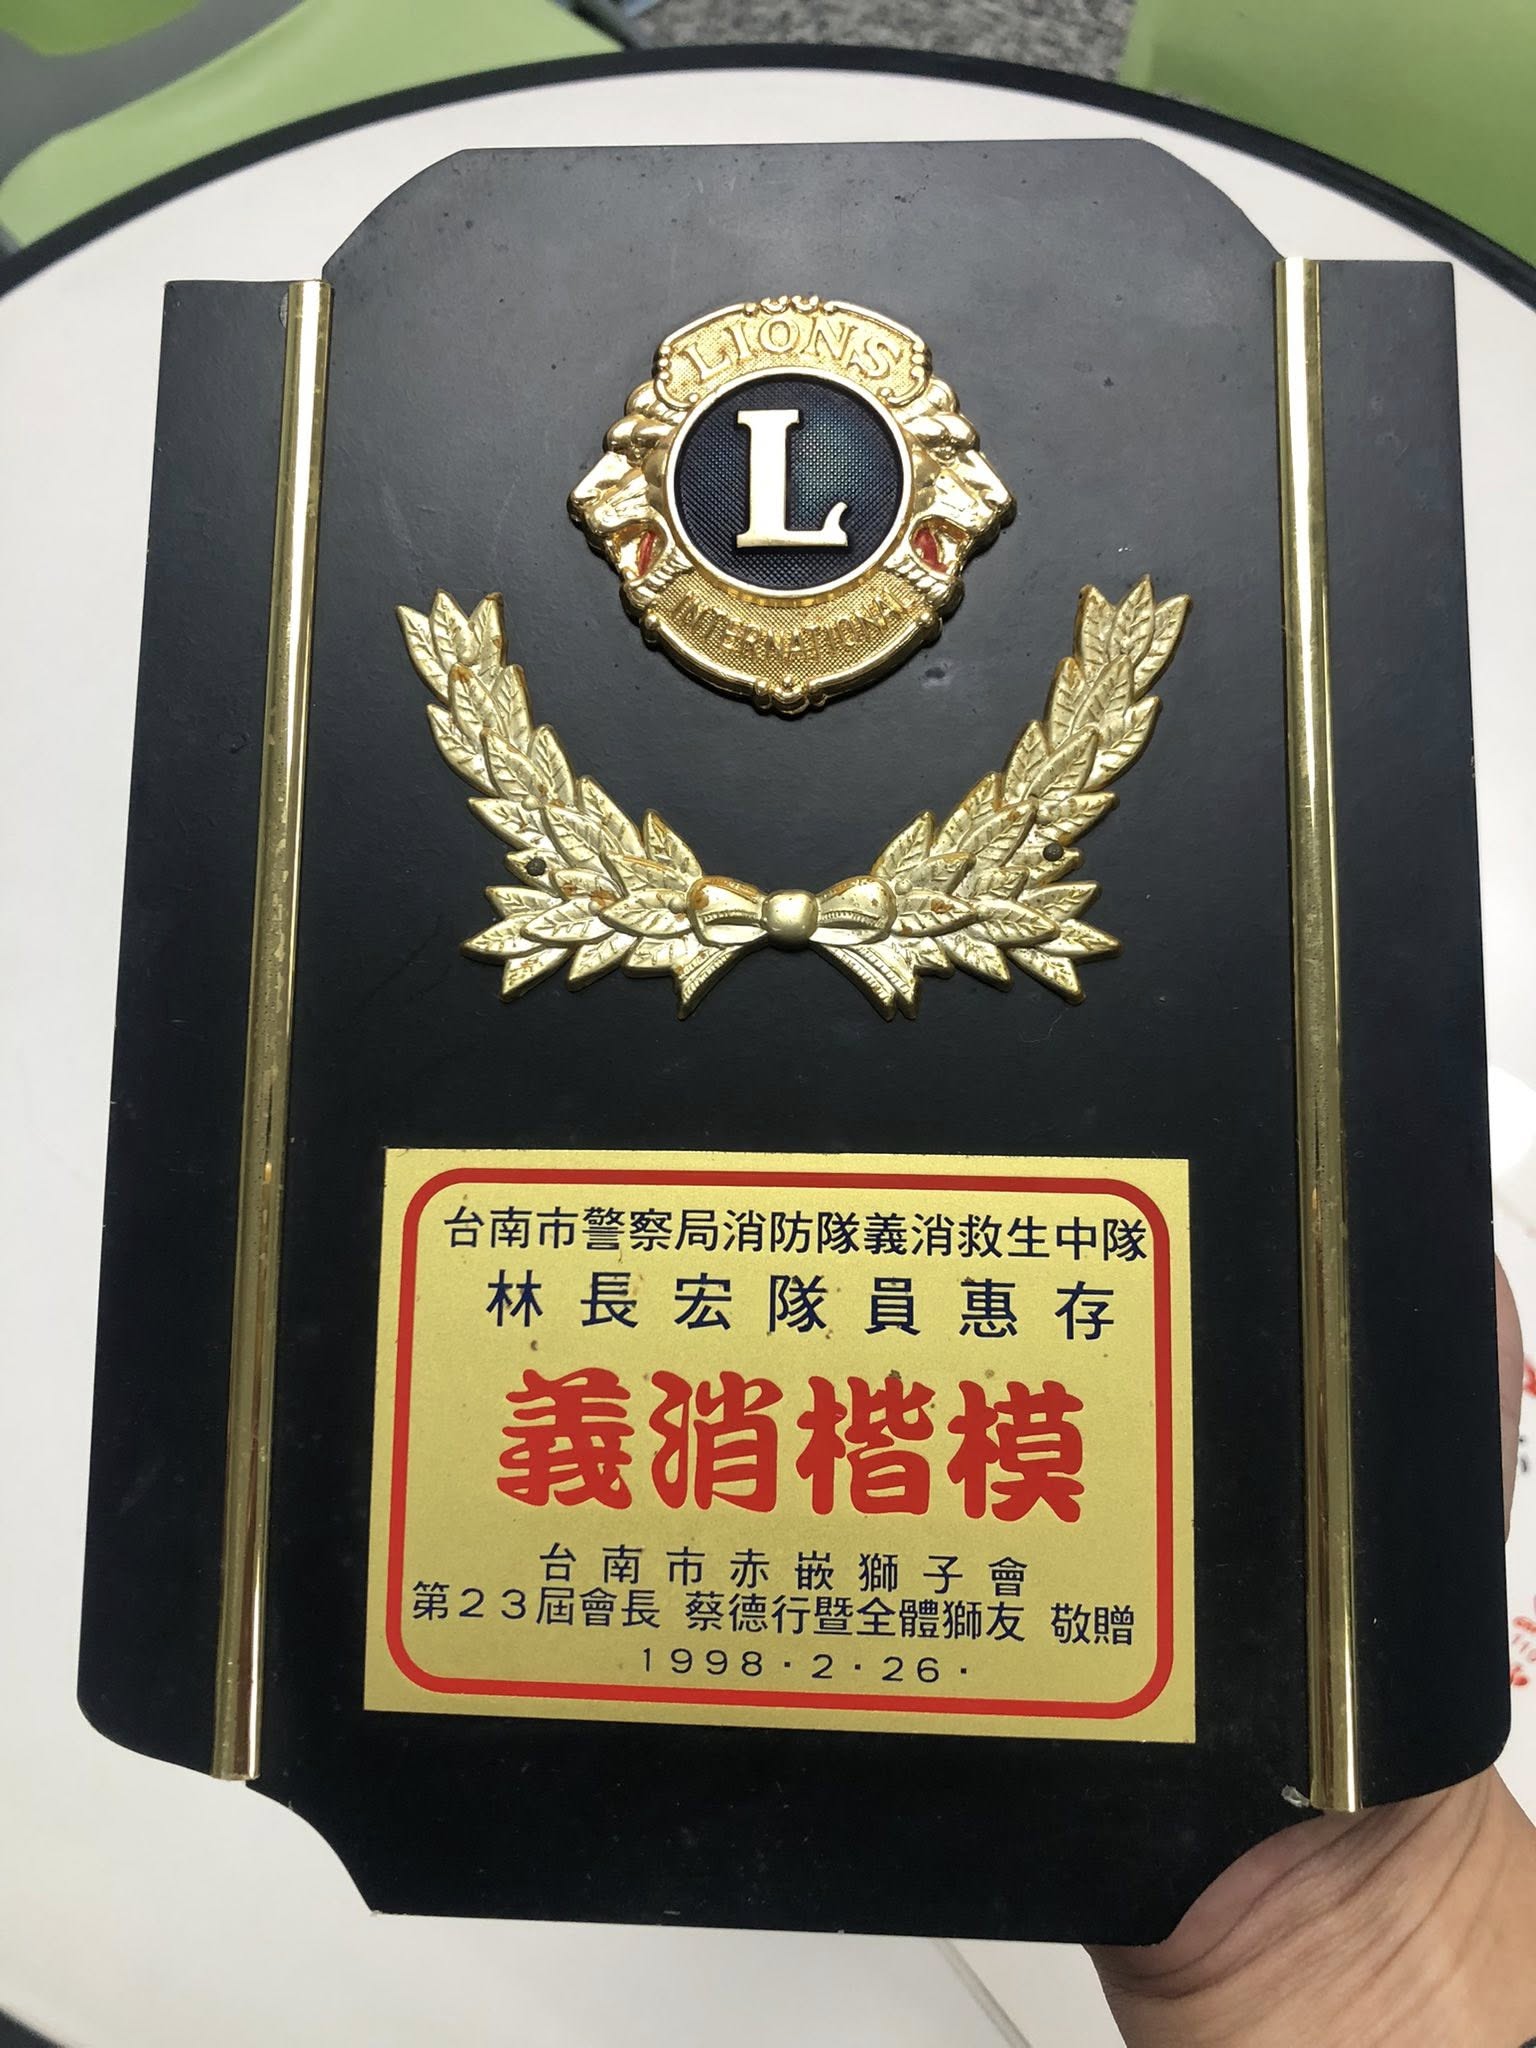 LIONS
L
INTERNATIONAL
台南市警察局消防隊義消救生中隊
林長宏隊員惠存
義消楷模
台南市赤嵌獅子會
第23屆會長 蔡德行暨全體獅友 敬贈
1998·2·26·